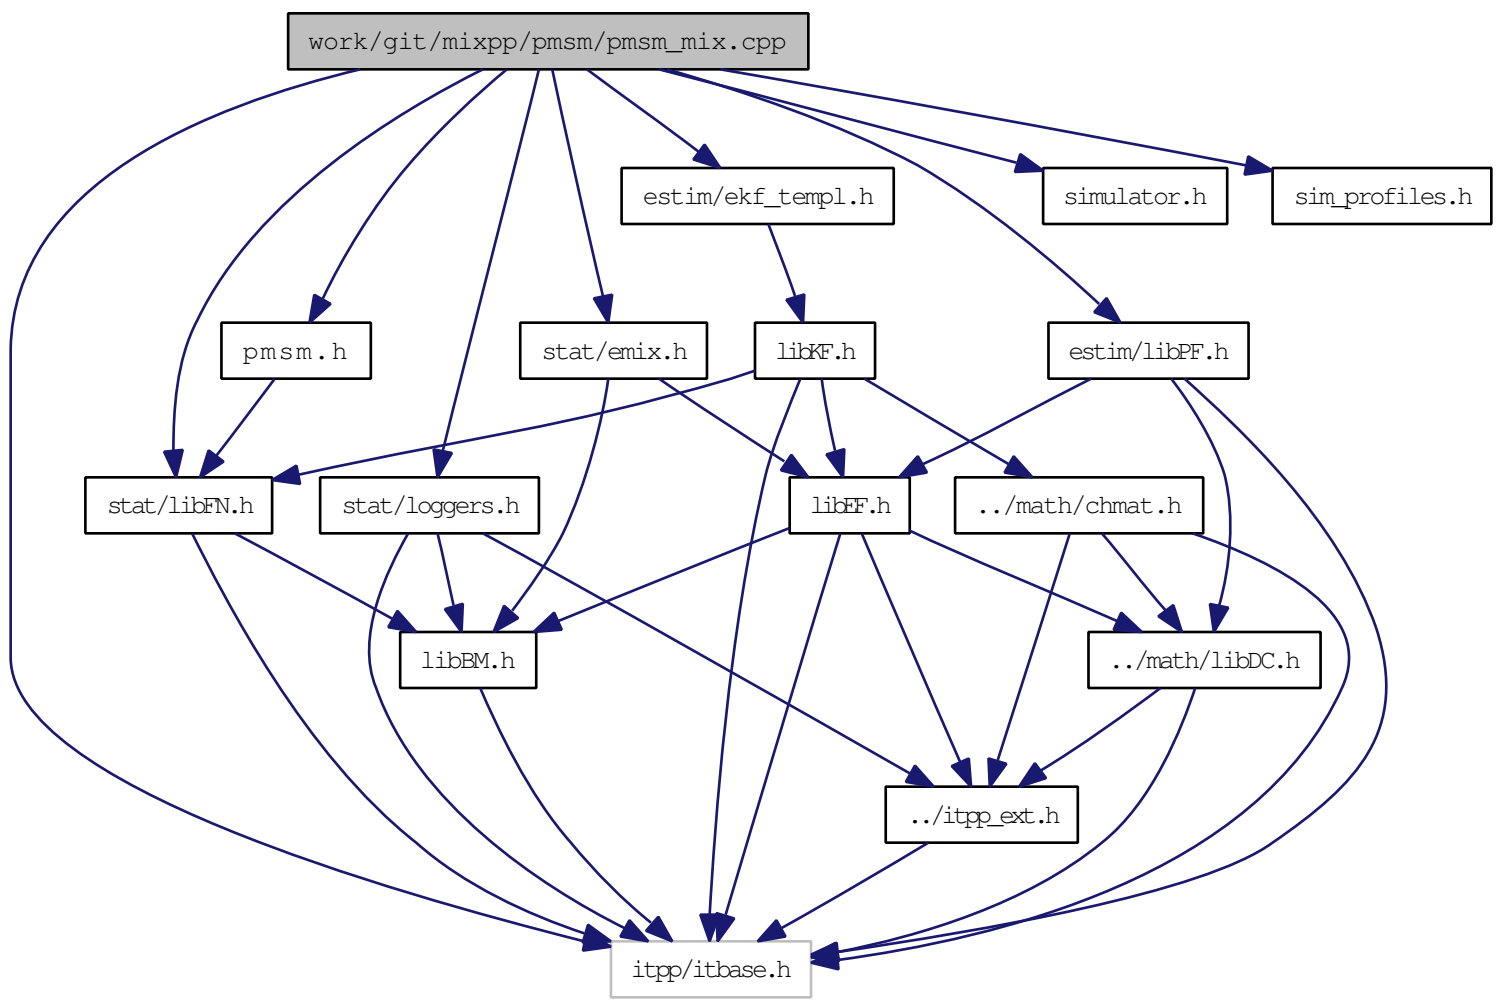 work/git/mixpp/pmsm/pmsm_mix.cpp
estim/ekf_templ.h
simulator.h
sim_profiles.h
pmsm.h
stat/emix.h
libKF.h
estim/libPF.h
stat/libFN.h
stat/loggers.h
libEF.h
../math/chmat.h
libBM.h
../math/libDC.h
../itpp_ext.h
itpp/itbase.h